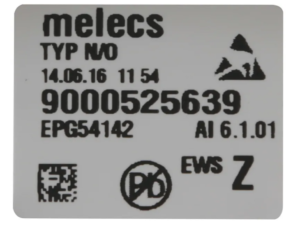 melecs
TYP N/O
14.06.16 11 54
9000525639
EPG54142 AI 6.1.01
Pb EWS Z